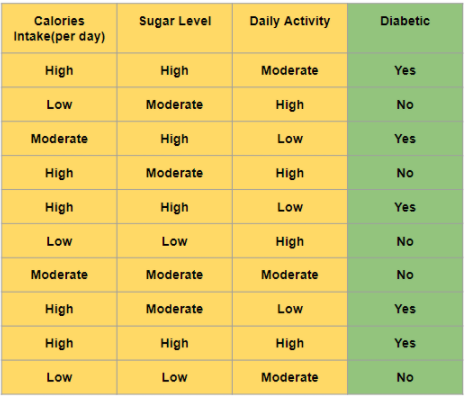 Calories Intake(per day) Sugar Level Daily Activity Diabetic
High High Moderate Yes
Low Moderate High No
Moderate High Low Yes
High Moderate High No
High High Low Yes
Low Low High No
Moderate Moderate Moderate No
High Moderate Low Yes
High High High Yes
Low Low Moderate No